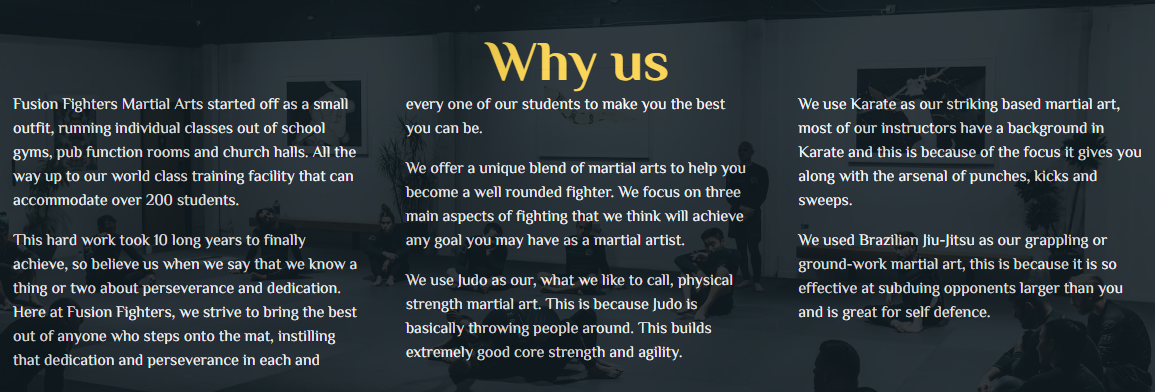 Why us
Fusion Fighters Martial Arts started off as a small
outfit, running individual classes out of school
gyms, pub function rooms and church halls. All the
way up to our world class training facility that can
accommodate over 200 students.
This hard work took 10 long years to finally
achieve, so believe us when we say that we know a
thing or two about perseverance and dedication.
Here at Fusion Fighters, we strive to bring the best
out of anyone who steps onto the mat, instilling
that dedication and perseverance in each and
every one of our students to make you the best
you can be.
We offer a unique blend of martial arts to help you
become a well rounded fighter. We focus on three
main aspects of fighting that we think will achieve
any goal you may have as a martial artist.
We use Judo as our, what we like to call, physical
strength martial art. This is because Judo is
basically throwing people around. This builds
extremely good core strength and agility.
We use Karate as our striking based martial art,
most of our instructors have a background in
Karate and this is because of the focus it gives you
along with the arsenal of punches, kicks and
sweeps.
We used Brazilian Jiu-Jitsu as our grappling or
ground-work martial art, this is because it is so
effective at subduing opponents larger than you
and is great for self defence.